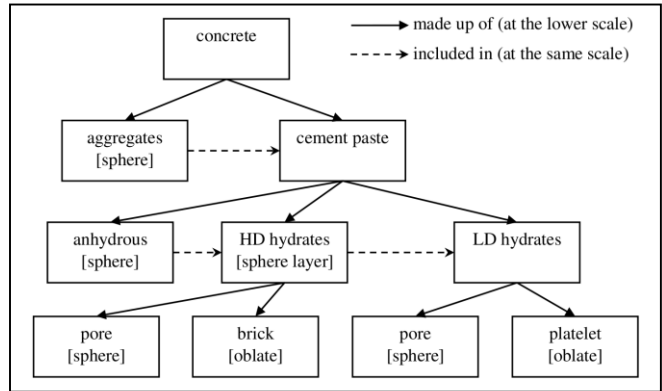 concrete
made up of (at the lower scale)
included in (at the same scale)
aggregates
[sphere]
cement paste
anhydrous
[sphere]
HD hydrates
[sphere layer]
LD hydrates
pore
[sphere]
brick
[oblate]
pore
[sphere]
platelet
[oblate]